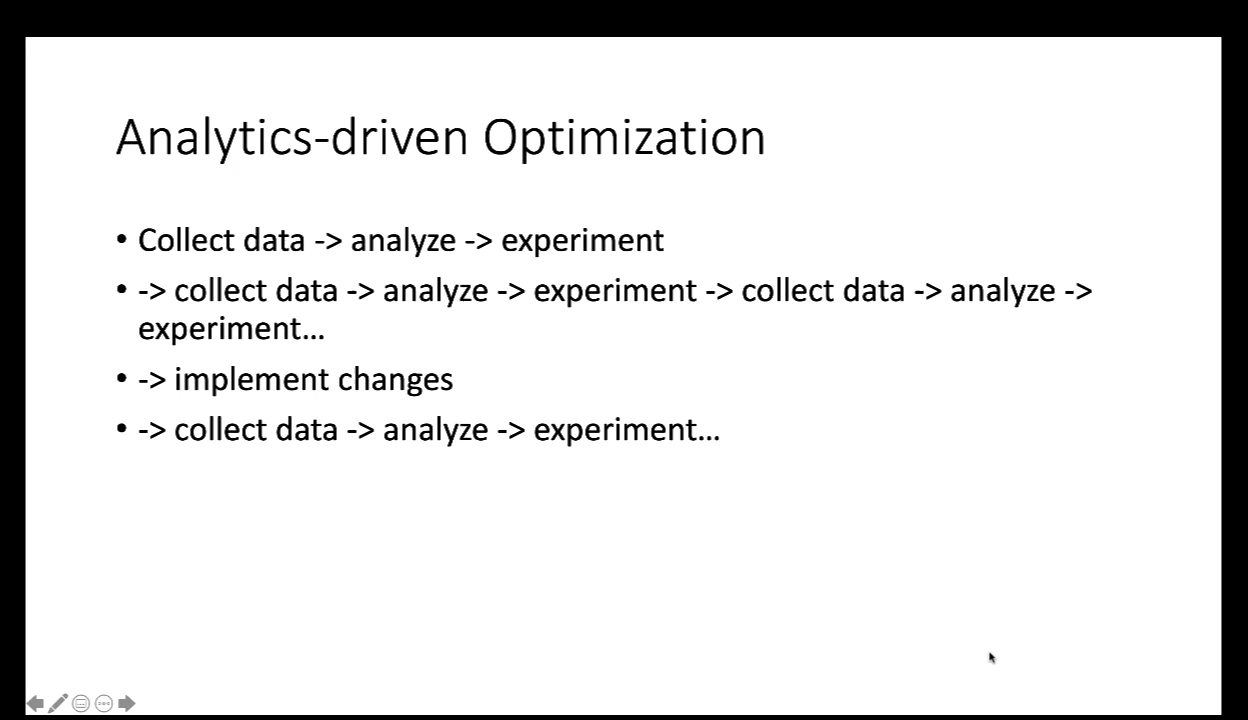 Analytics-driven Optimization
• Collect data -> analyze -> experiment
• -> collect data -> analyze -> experiment -> collect data -> analyze ->
experiment...
• -> implement changes
• -> collect data -> analyze -> experiment...